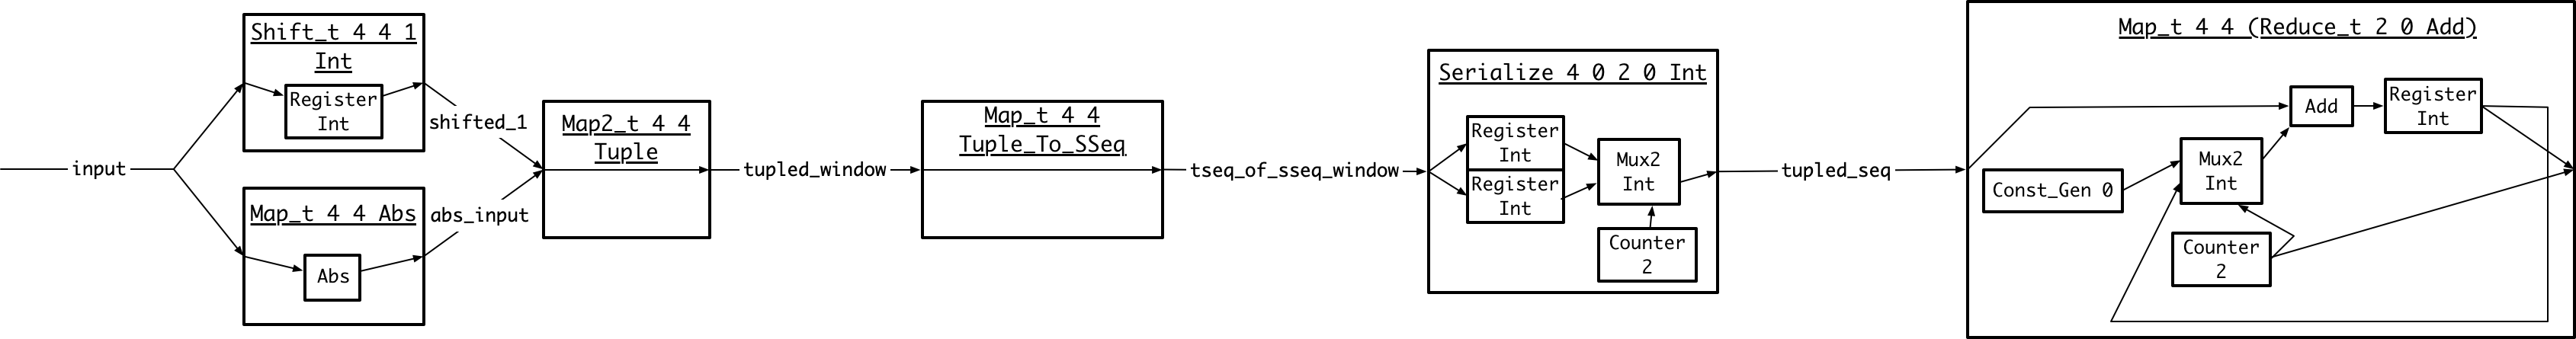 input
Shift_t 4 4 1
Int
Register
Int
Map_t 4 4 Abs
Abs
shifted_1
abs_input
Map2_t 4 4
Tuple
tupled_window
Map_t 4 4
Tuple_To_SSeq
tseq_of_sseq_window
Serialize 4 0 2 0 Int
Register
Int
Register
Int
Mux2
Int
Counter
2
tupled_seq
Map_t 4 4 (Reduce_t 2 0 Add)
Add
Register
Int
Mux2
Int
Const_Gen 0
Counter
2